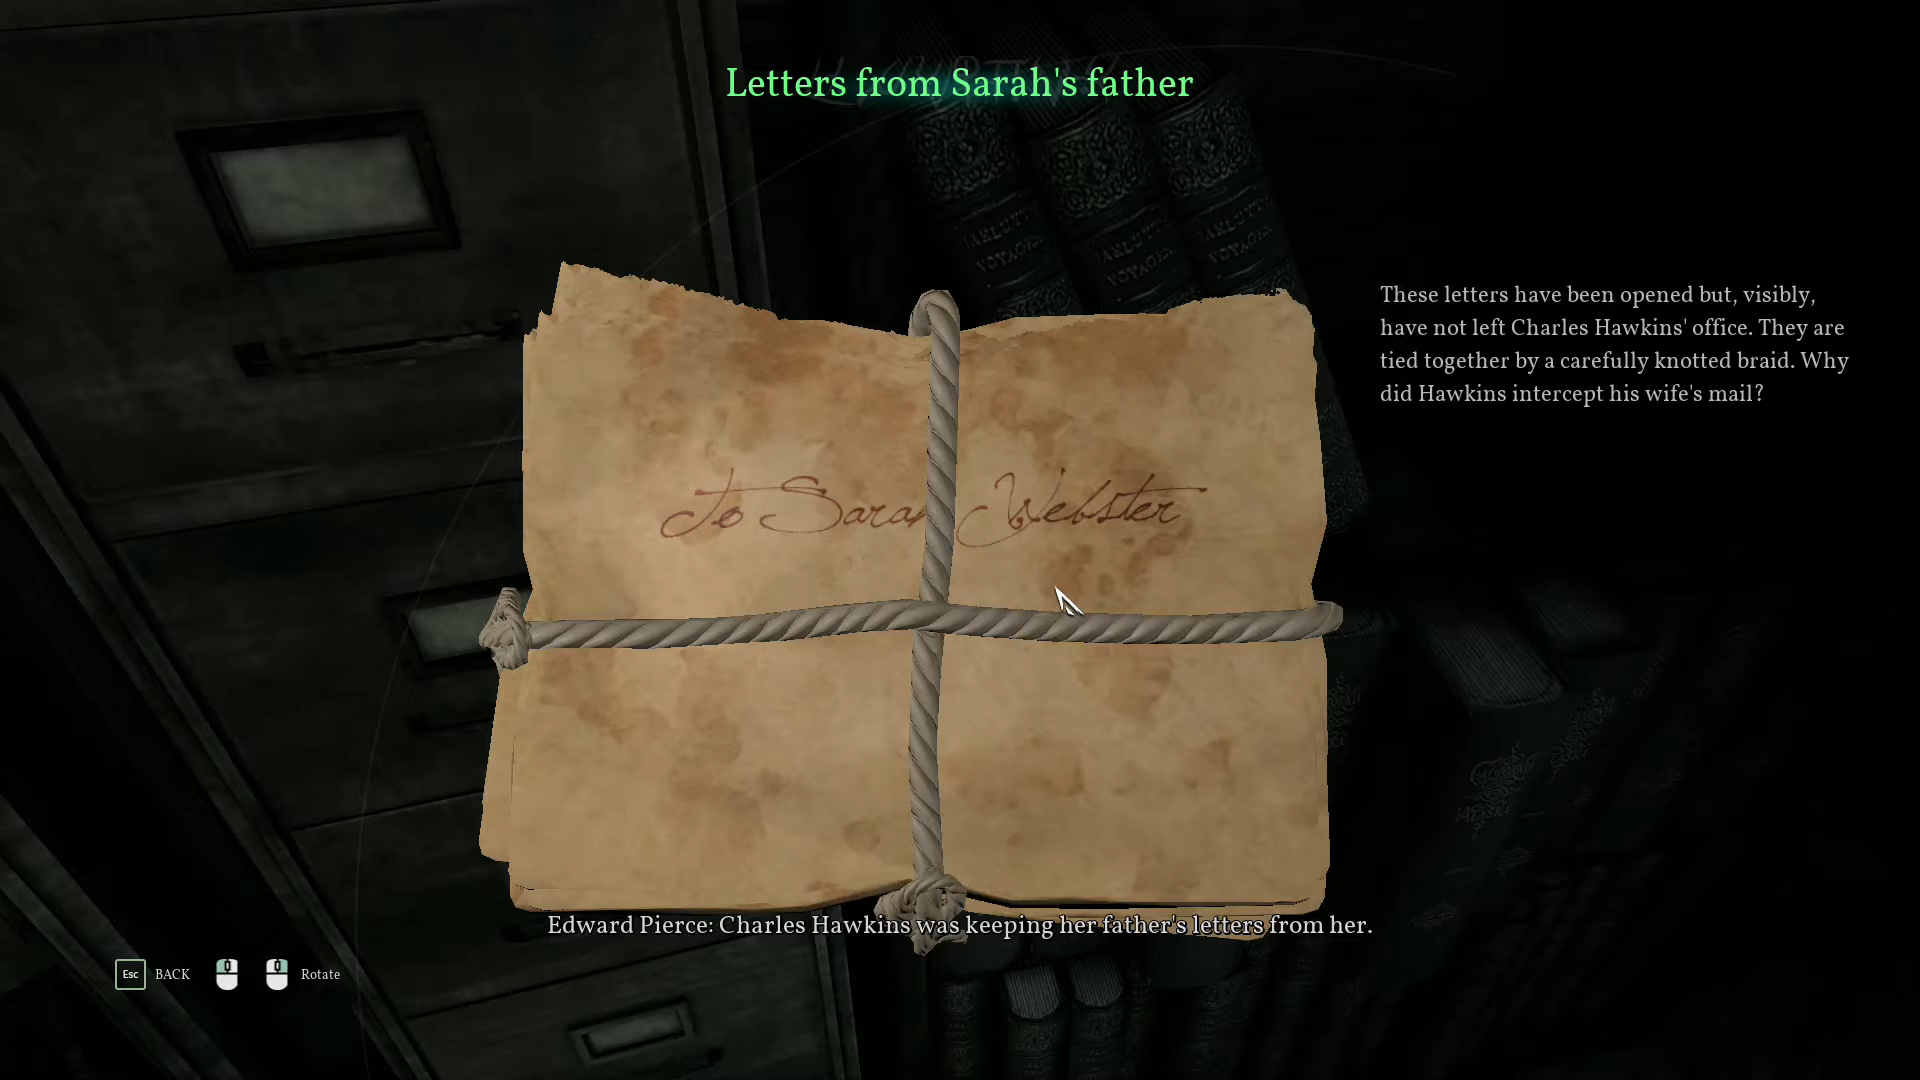 Letters from Sarah's father
These letters have been opened but, visibly,
have not left Charles Hawkins' office. They are
tied together by a carefully knotted braid. Why
did Hawkins intercept his wife's mail?
To Sarah Webster
Edward Pierce: Charles Hawkins was keeping her father's letters from her.
Esc BACK Rotate